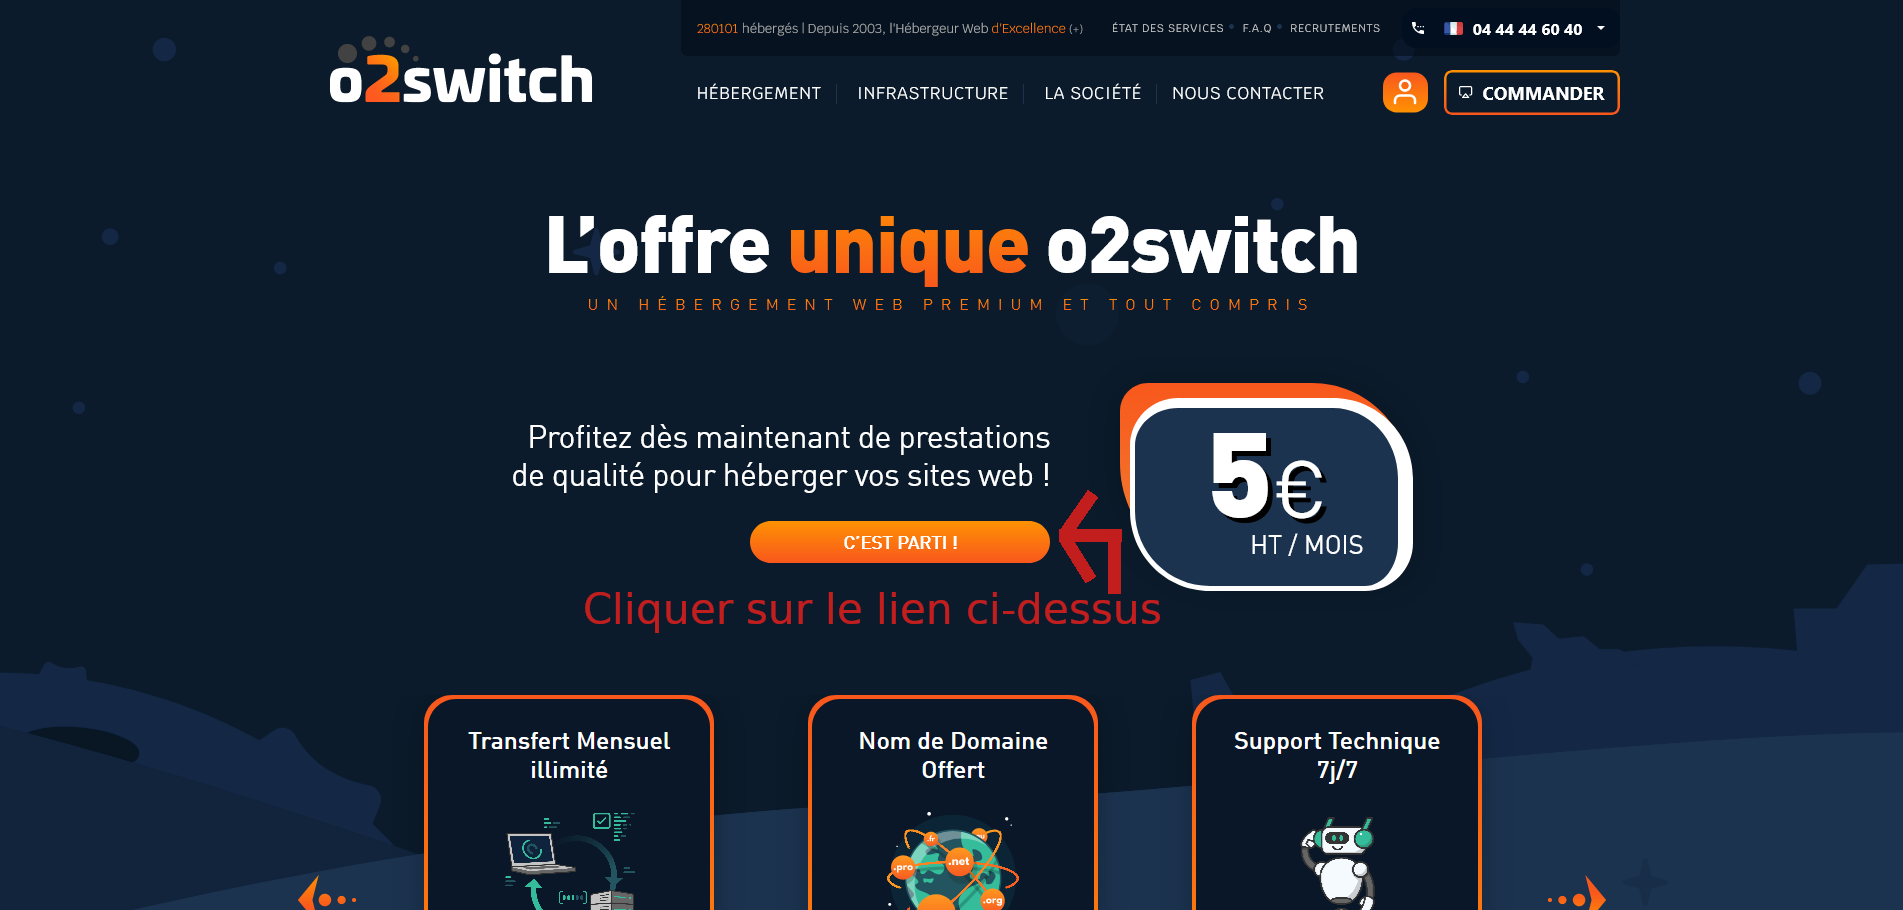 280101 hébergés | Depuis 2003, l'Hébergeur Web d'Excellence (+)
ÉTAT DES SERVICES
F.A.Q
RECRUTEMENTS
04 44 44 60 40
o2switch
HÉBERGEMENT
INFRASTRUCTURE
LA SOCIÉTÉ
NOUS CONTACTER
COMMANDER
L'offre unique o2switch
UN HÉBERGEMENT WEB PREMIUM ET TOUT COMPRIS
Profitez dès maintenant de prestations
de qualité pour héberger vos sites web !
C'EST PARTI !
5€
HT / MOIS
Cliquer sur le lien ci-dessus
Transfert Mensuel
illimité
Nom de Domaine
Offert
Support Technique
7j/7
.fr
.pro
.net
.org